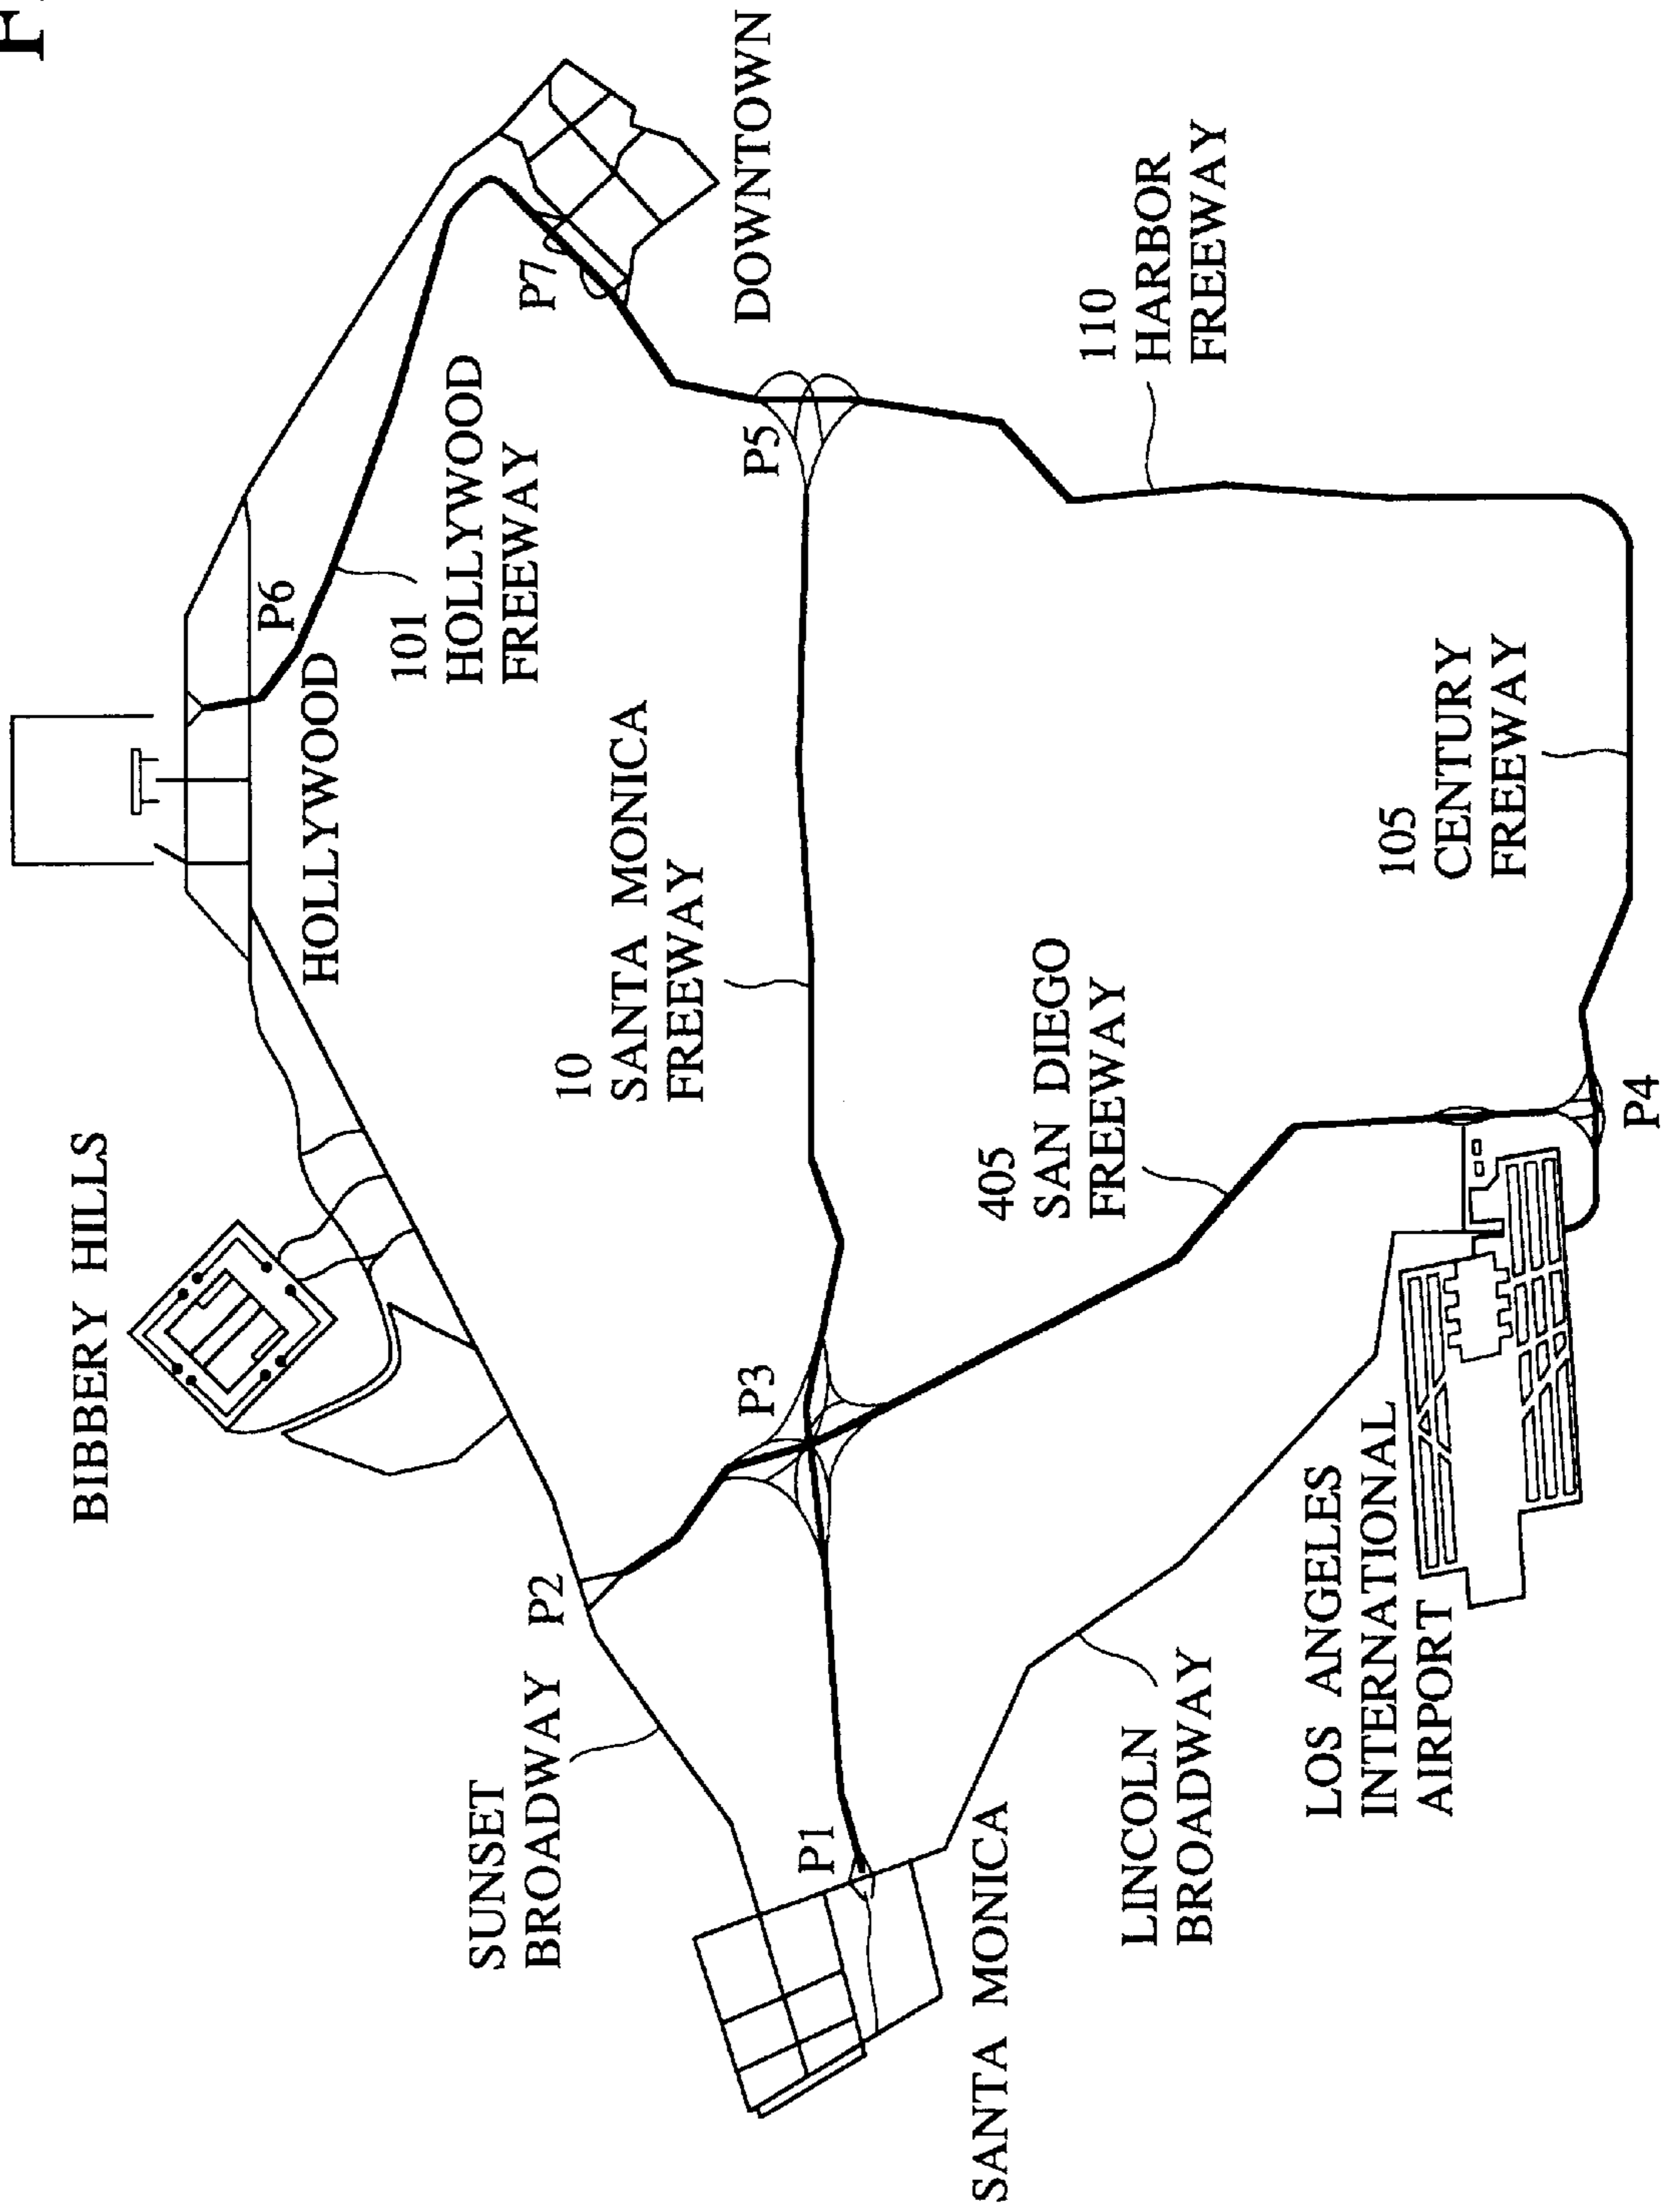 F
BIBBERY HILLS
P6
HOLLYWOOD
101
HOLLYWOOD
FREEWAY
SUNSET
BROADWAY
P2
P7
10
SANTA MONICA
FREEWAY
DOWNTOWN
P3
P5
P1
SANTA MONICA
405
SAN DIEGO
FREEWAY
110
HARBOR
FREEWAY
LINCOLN
BROADWAY
LOS ANGELES
INTERNATIONAL
AIRPORT
105
CENTURY
FREEWAY
P4